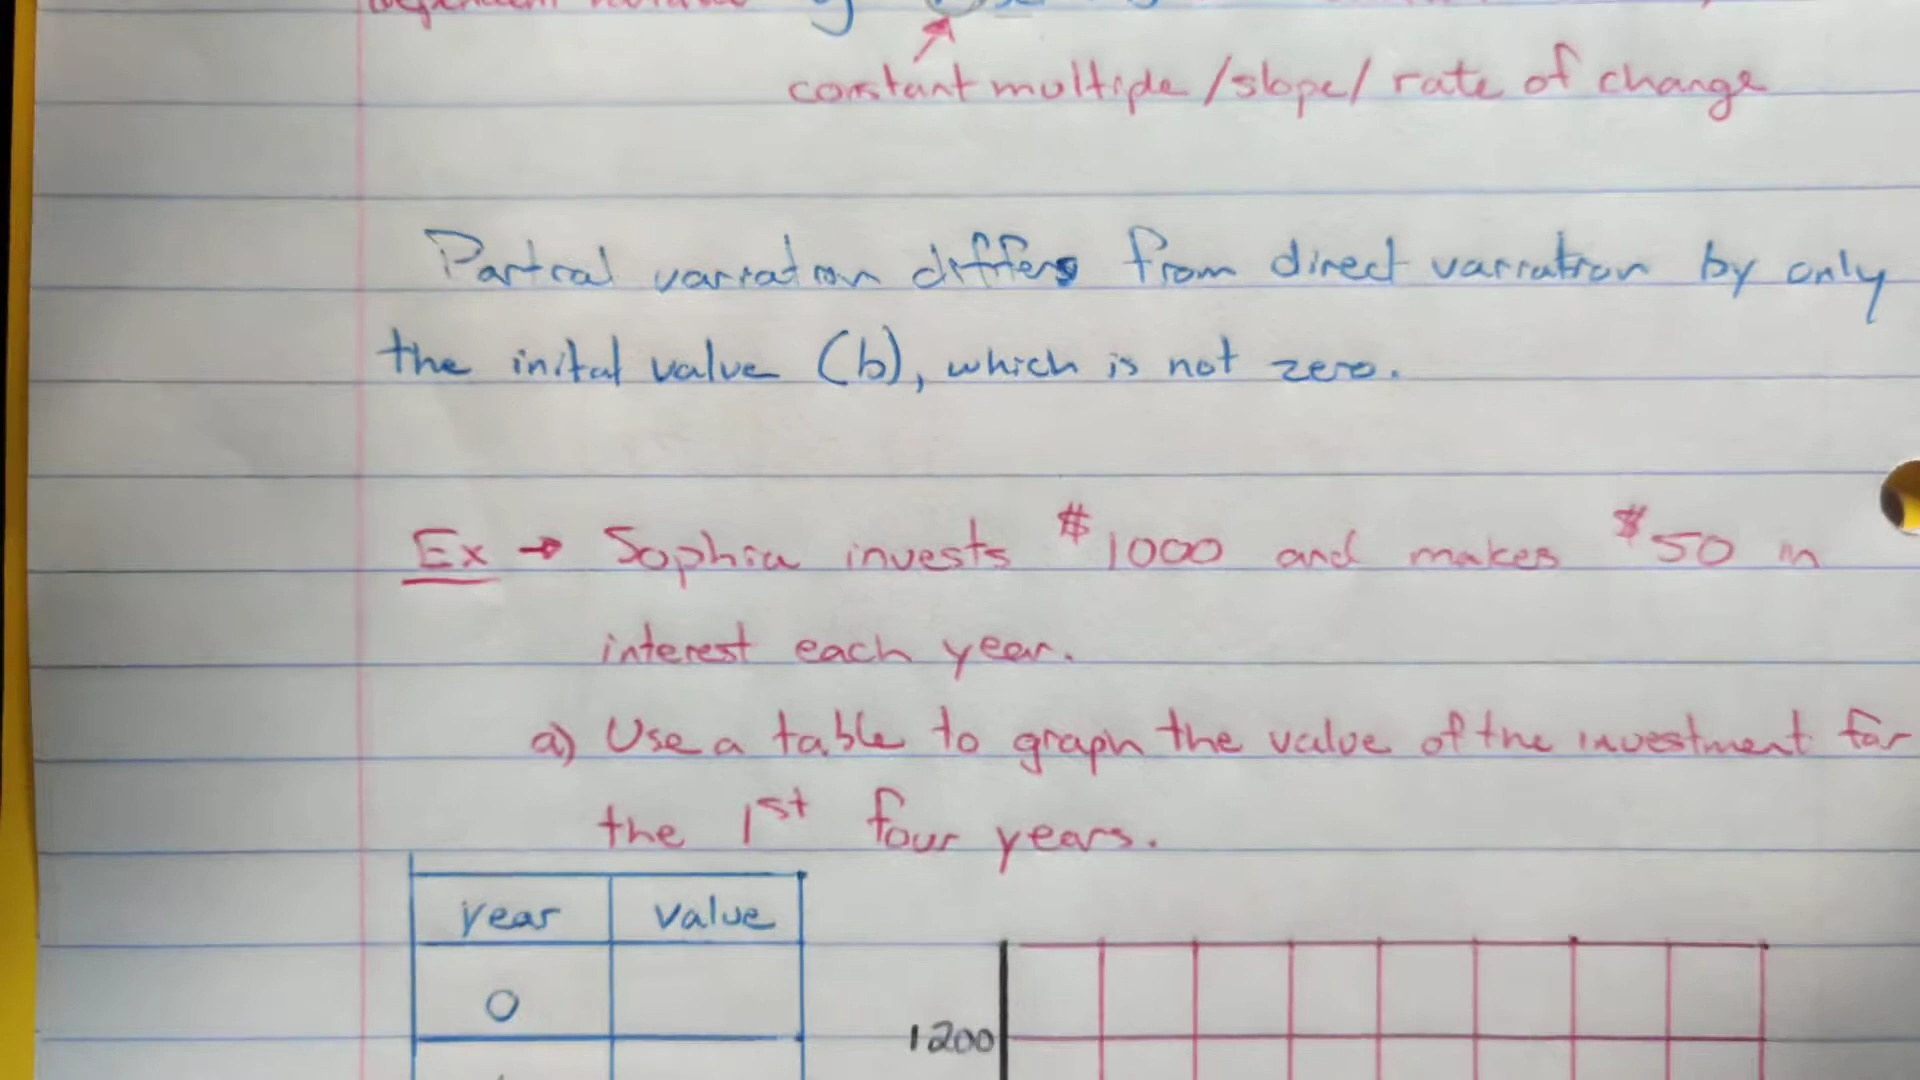 constant multiple /slope/ rate of change
Partial variation differs from direct variation by only
the inital value (b), which is not zero.
Ex → Sophia invests $1000 and makes $50 in
interest each year.
a) Use a table to graph the value of the investment for
the 1st four years.
year value
0
1200